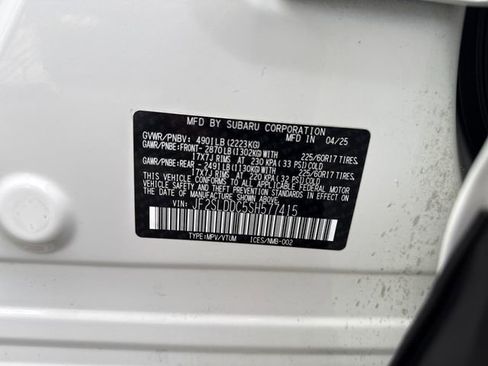 MFD BY SUBARU CORPORATION
GVWR/PNBV: 4901LB(2223KG) MFD IN 04/25
GAWR/PNBE:FRONT- 2870LB(1302KG)WITH 225/60R17 TIRES,
17X7J RIMS AT 230 KPA(33 PSI)COLD
GAWR/PNBE:REAR - 2491LB(1130KG)WITH 225/60R17 TIRES,
17X7J RIMS AT 220 KPA(32 PSI)COLD
THIS VEHICLE CONFORMS TO ALL APPLICABLE FEDERAL MOTOR
VEHICLE SAFETY STANDARDS IN EFFECT ON THE DATE OF
MANUFACTURE SHOWN ABOVE.
VIN: JF2SLDDC5SH577415
TYPE:MPV/VTUM ICES/NMB-002